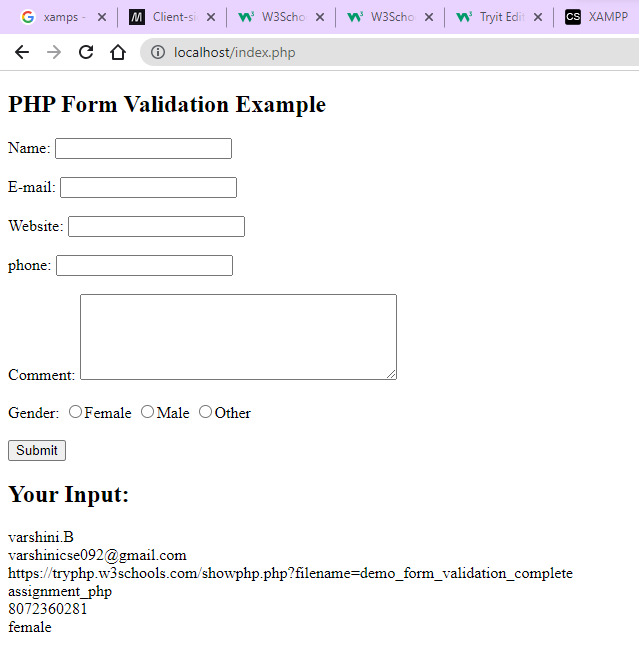 xamps -
Client-si
W3Scho
W3Scho
Tryit Edit
XAMPP
localhost/index.php
PHP Form Validation Example
Name:
E-mail:
Website:
phone:
Comment:
Gender: Female Male Other
Submit
Your Input:
varshini.B
varshinicse092@gmail.com
https://tryphp.w3schools.com/showphp.php?filename=demo_form_validation_complete
assignment_php
8072360281
female